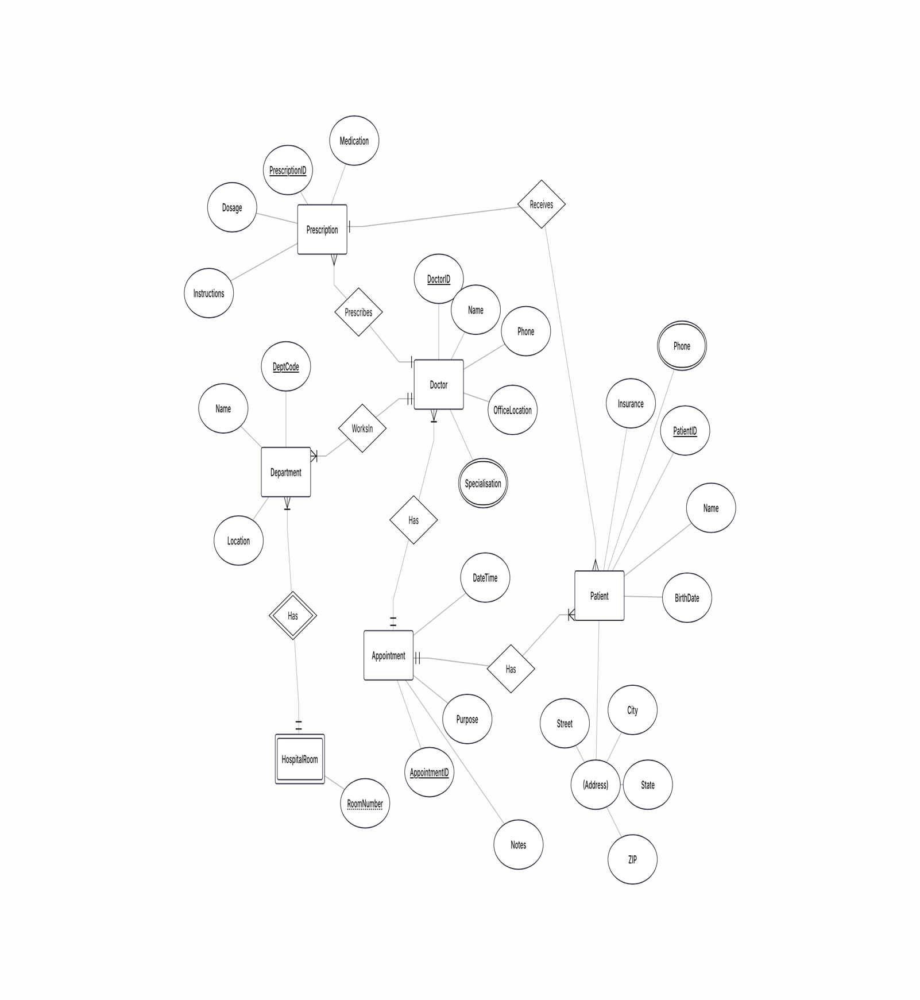 Medication
PrescriptionID
Dosage
Receives
Prescription
DoctorID
Instructions
Name
Prescribes
Phone
Phone
DeptCode
Doctor
Insurance
Name
OfficeLocation
WorksIn
PatientID
Department
Specialisation
Name
Has
Location
DateTime
Patient
BirthDate
Has
Appointment
Has
City
Purpose
Street
HospitalRoom
AppointmentID
(Address)
State
RoomNumber
Notes
ZIP